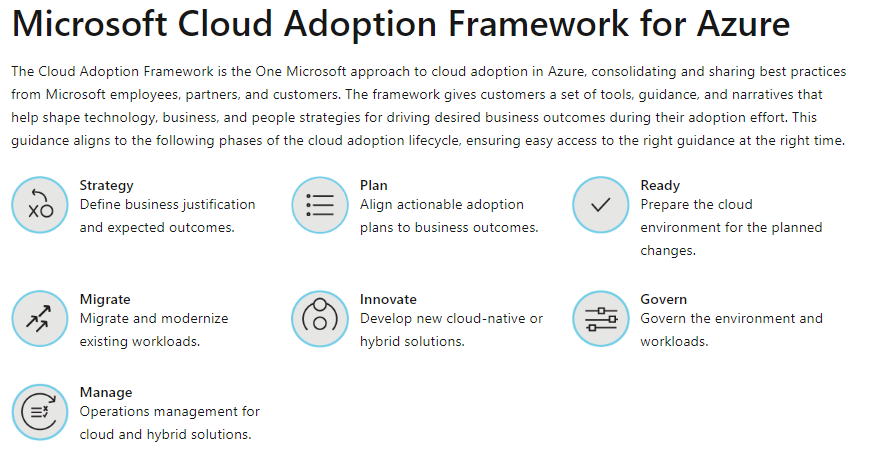 Microsoft Cloud Adoption Framework for Azure
The Cloud Adoption Framework is the One Microsoft approach to cloud adoption in Azure, consolidating and sharing best practices
from Microsoft employees, partners, and customers. The framework gives customers a set of tools, guidance, and narratives that
help shape technology, business, and people strategies for driving desired business outcomes during their adoption effort. This
guidance aligns to the following phases of the cloud adoption lifecycle, ensuring easy access to the right guidance at the right time.
Strategy
Define business justification
and expected outcomes.
Plan
Align actionable adoption
plans to business outcomes.
Ready
Prepare the cloud
environment for the planned
changes.
Migrate
Migrate and modernize
existing workloads.
Innovate
Develop new cloud-native or
hybrid solutions.
Govern
Govern the environment and
workloads.
Manage
Operations management for
cloud and hybrid solutions.